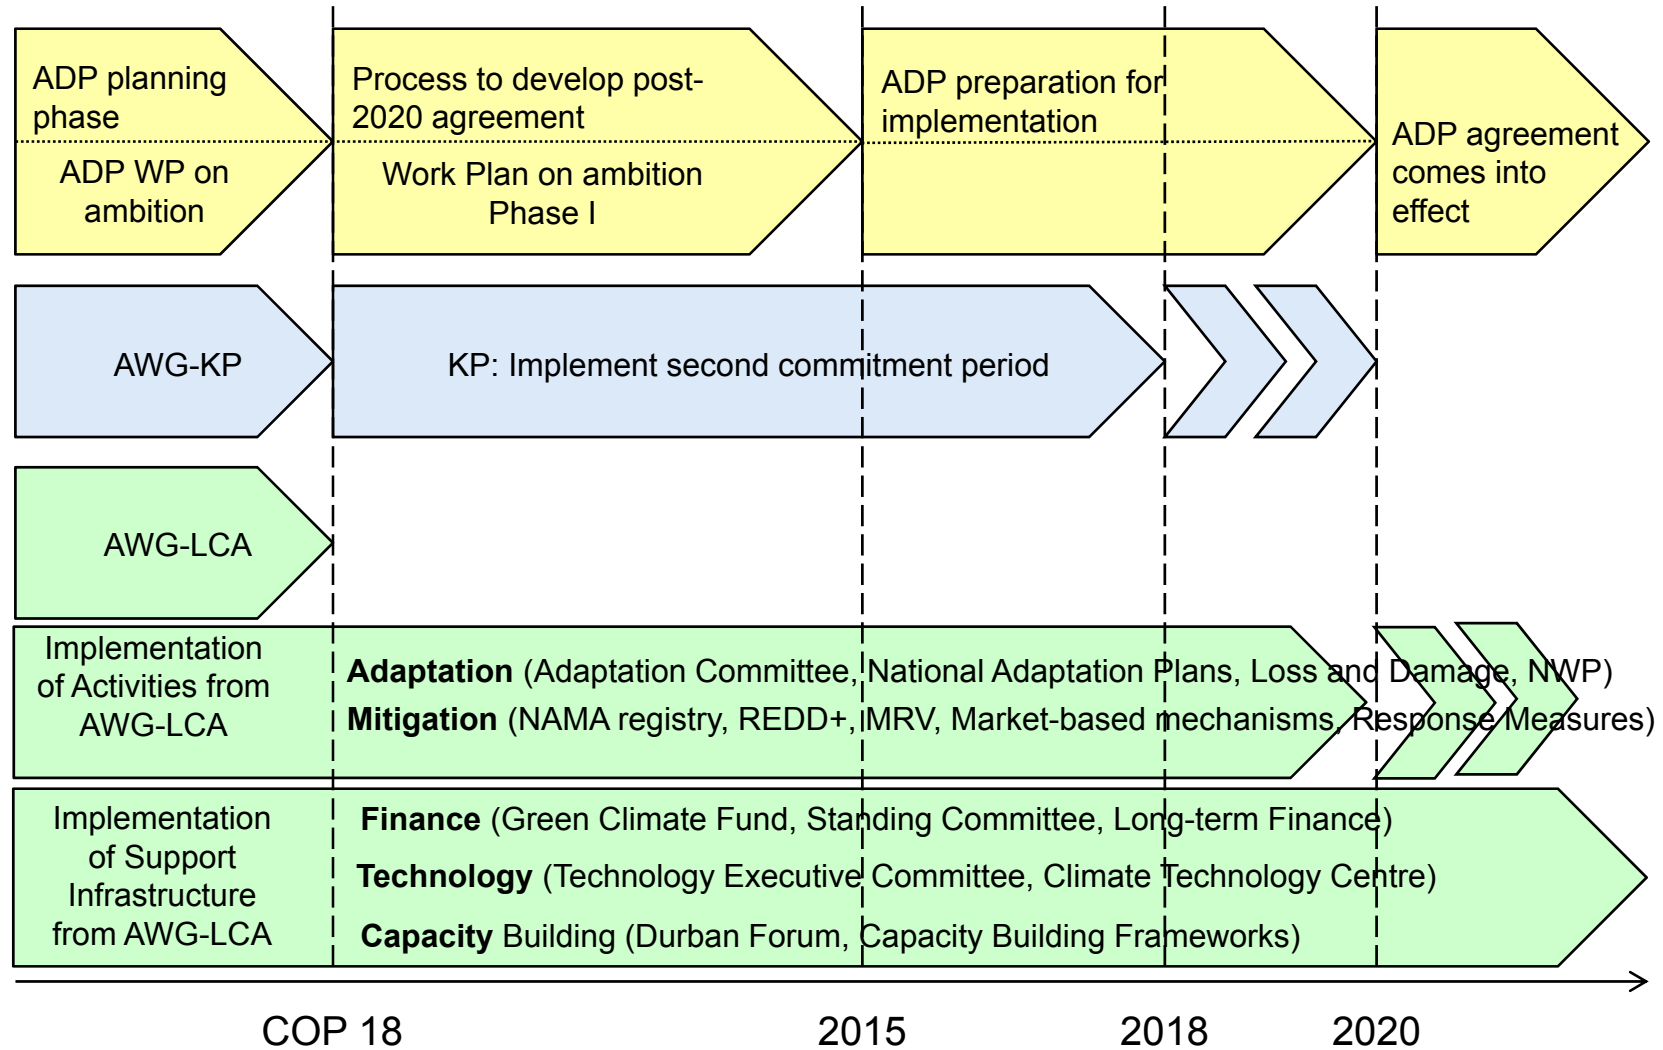 ADP planning
phase
ADP WP on
ambition
Process to develop post-
2020 agreement
Work Plan on ambition
Phase I
ADP preparation for
implementation
ADP agreement
comes into
effect
AWG-KP
KP: Implement second commitment period
AWG-LCA
Implementation
of Activities from
AWG-LCA
Adaptation (Adaptation Committee, National Adaptation Plans, Loss and Damage, NWP)
Mitigation (NAMA registry, REDD+, MRV, Market-based mechanisms, Response Measures)
Implementation
of Support
Infrastructure
from AWG-LCA
Finance (Green Climate Fund, Standing Committee, Long-term Finance)
Technology (Technology Executive Committee, Climate Technology Centre)
Capacity Building (Durban Forum, Capacity Building Frameworks)
COP 18
2015
2018
2020